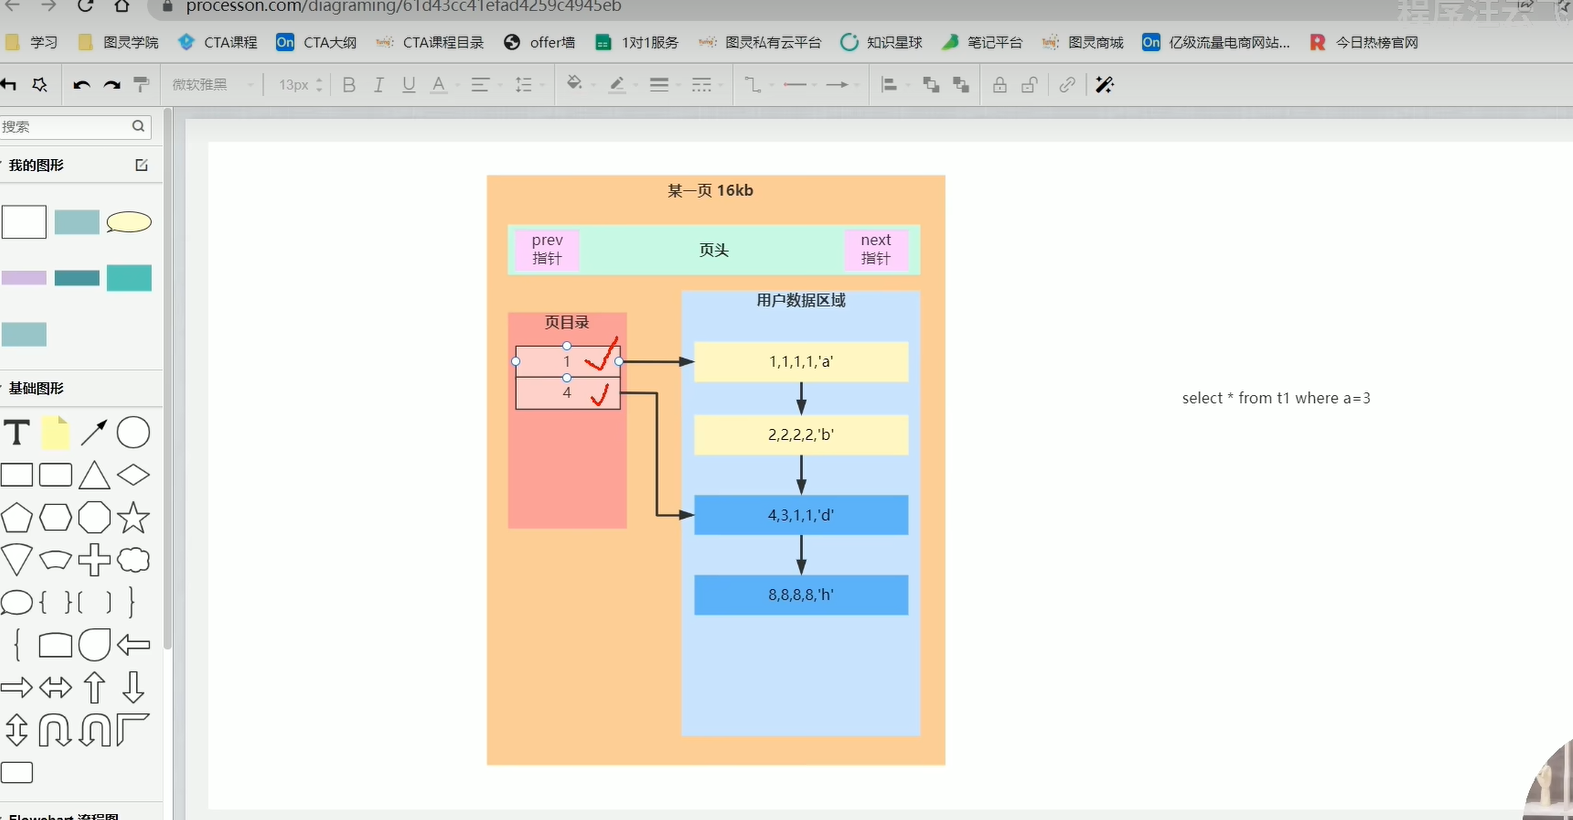 processon.com/diagraming/61d43cc41efad4259c4945eb
学习 图灵学院 CTA课程 On CTA大纲 CTA课程目录 offer墙 1对1服务 图灵私有云平台 知识星球 笔记平台 图灵商城 On 亿级流量电商网站... R 今日热榜官网
微软雅黑 13px B I U A
搜索
我的图形
基础图形
T
某一页 16kb
prev
指针
页头
next
指针
用户数据区域
页目录
1
4
1,1,1,1,'a'
2,2,2,2,'b'
4,3,1,1,'d'
8,8,8,8,'h'
select * from t1 where a=3
Flowchart 流程图